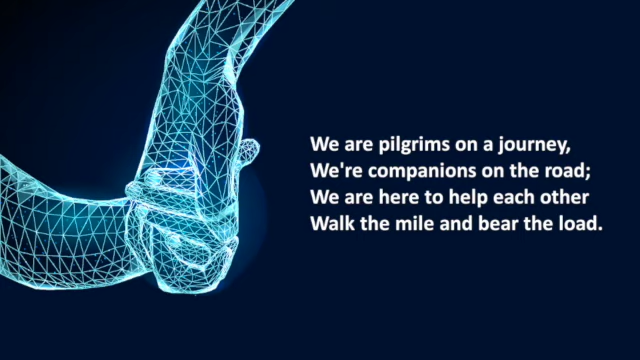 We are pilgrims on a journey,
We're companions on the road;
We are here to help each other
Walk the mile and bear the load.